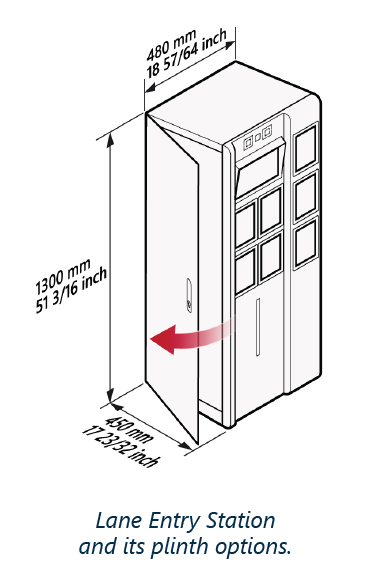 480 mm
18 57/64 inch
1300 mm
51 3/16 inch
450 mm
17 23/32 inch
Lane Entry Station
and its plinth options.